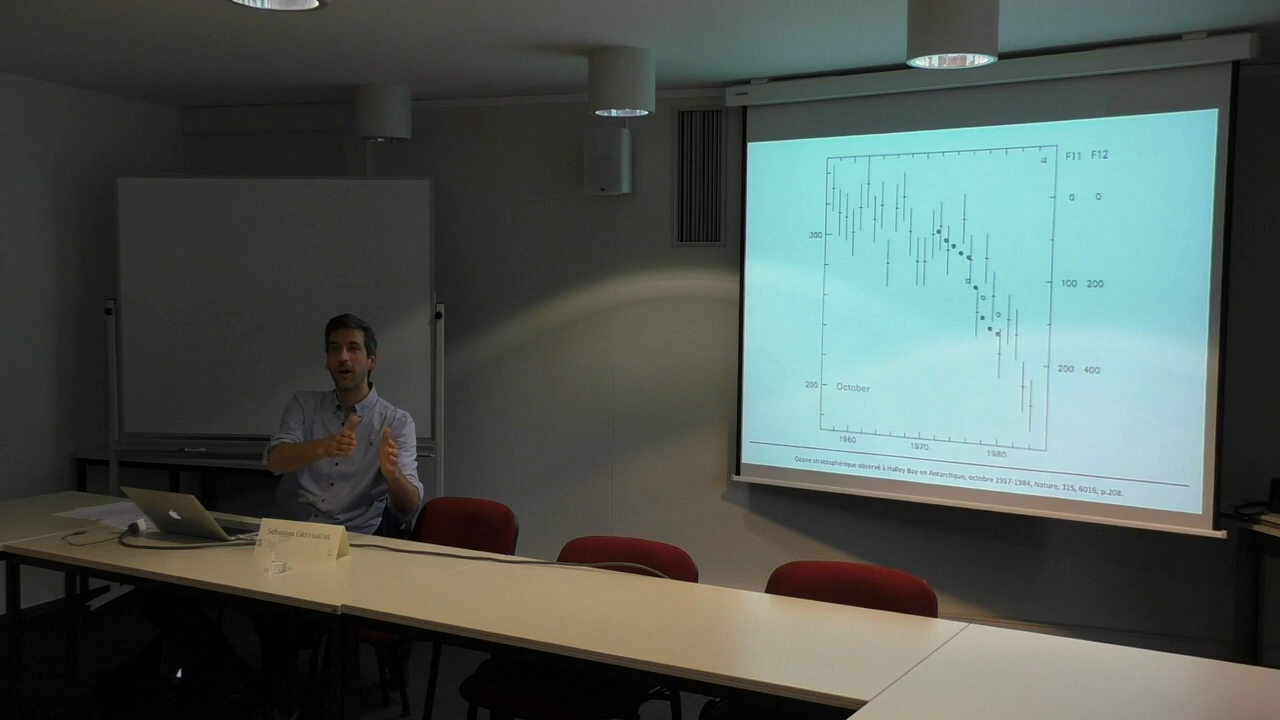 a
F11 F12
300
100 200
200 400
200
October
1960
1970
1980
Ozone stratosphérique observé à Halley Bay en Antarctique, octobre 1957-1984, Nature, 315, 6016, p.208.
Sebastian